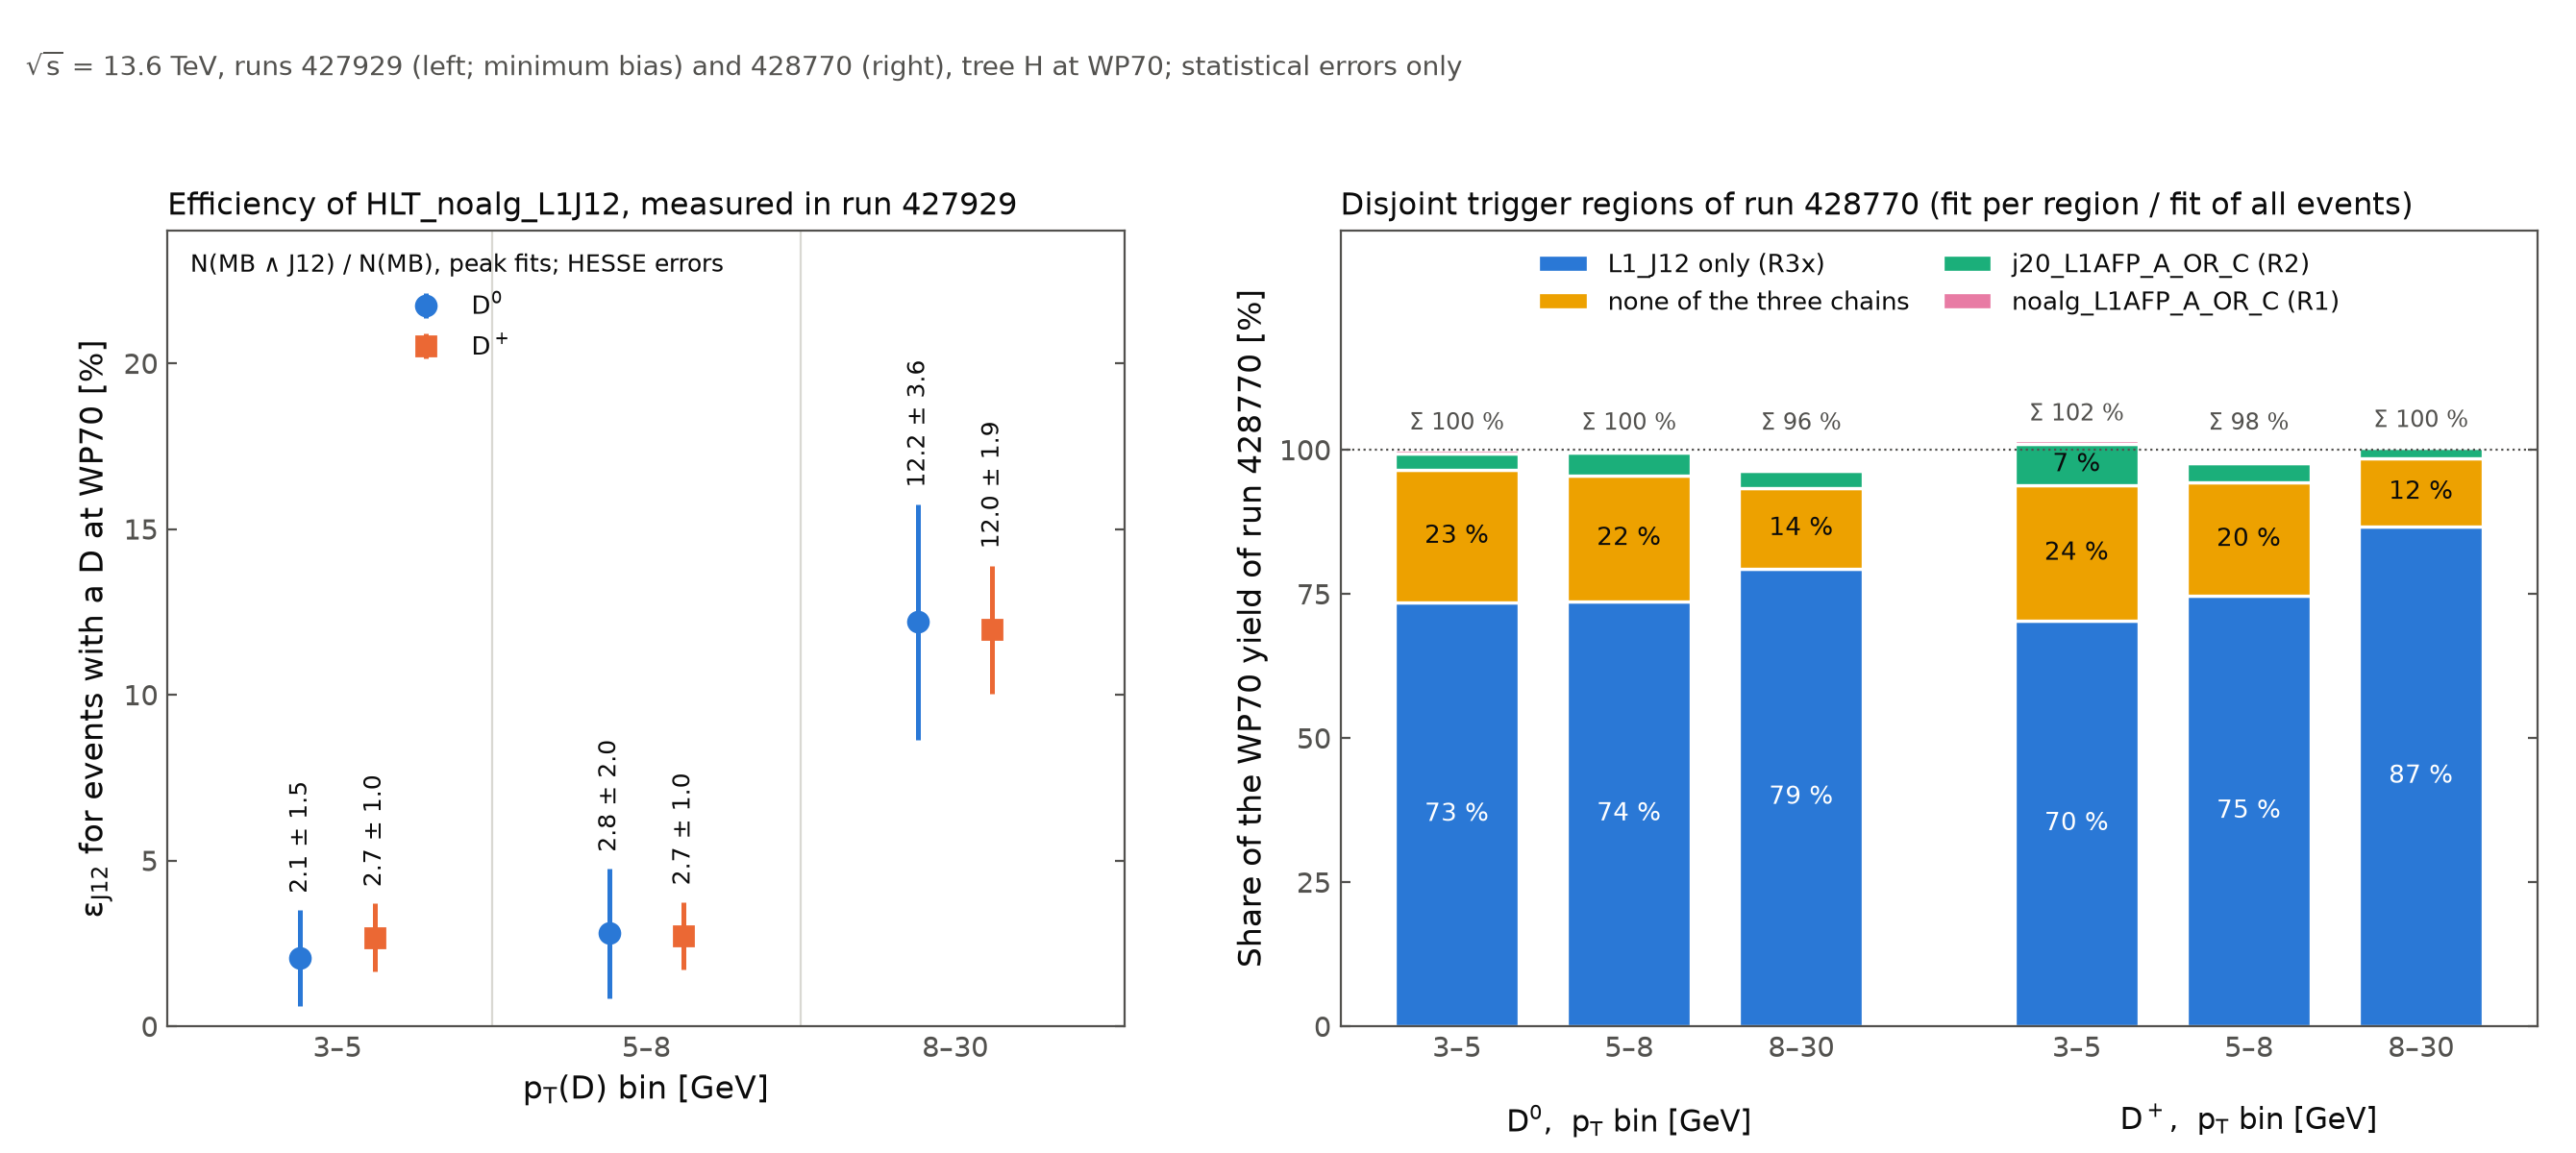 √s = 13.6 TeV, runs 427929 (left; minimum bias) and 428770 (right), tree H at WP70; statistical errors only
Efficiency of HLT_noalg_L1J12, measured in run 427929
N(MB ∧ J12) / N(MB), peak fits; HESSE errors
D⁰
D⁺
ε_J12 for events with a D at WP70 [%]
20
15
10
5
0
2.1 ± 1.5
2.7 ± 1.0
2.8 ± 2.0
2.7 ± 1.0
12.2 ± 3.6
12.0 ± 1.9
3–5
5–8
8–30
p_T(D) bin [GeV]
Disjoint trigger regions of run 428770 (fit per region / fit of all events)
L1_J12 only (R3x)
none of the three chains
j20_L1AFP_A_OR_C (R2)
noalg_L1AFP_A_OR_C (R1)
Share of the WP70 yield of run 428770 [%]
100
75
50
25
0
Σ 100 %
Σ 100 %
Σ 96 %
Σ 102 %
Σ 98 %
Σ 100 %
7 %
23 %
22 %
14 %
24 %
20 %
12 %
73 %
74 %
79 %
70 %
75 %
87 %
3–5
5–8
8–30
3–5
5–8
8–30
D⁰, p_T bin [GeV]
D⁺, p_T bin [GeV]